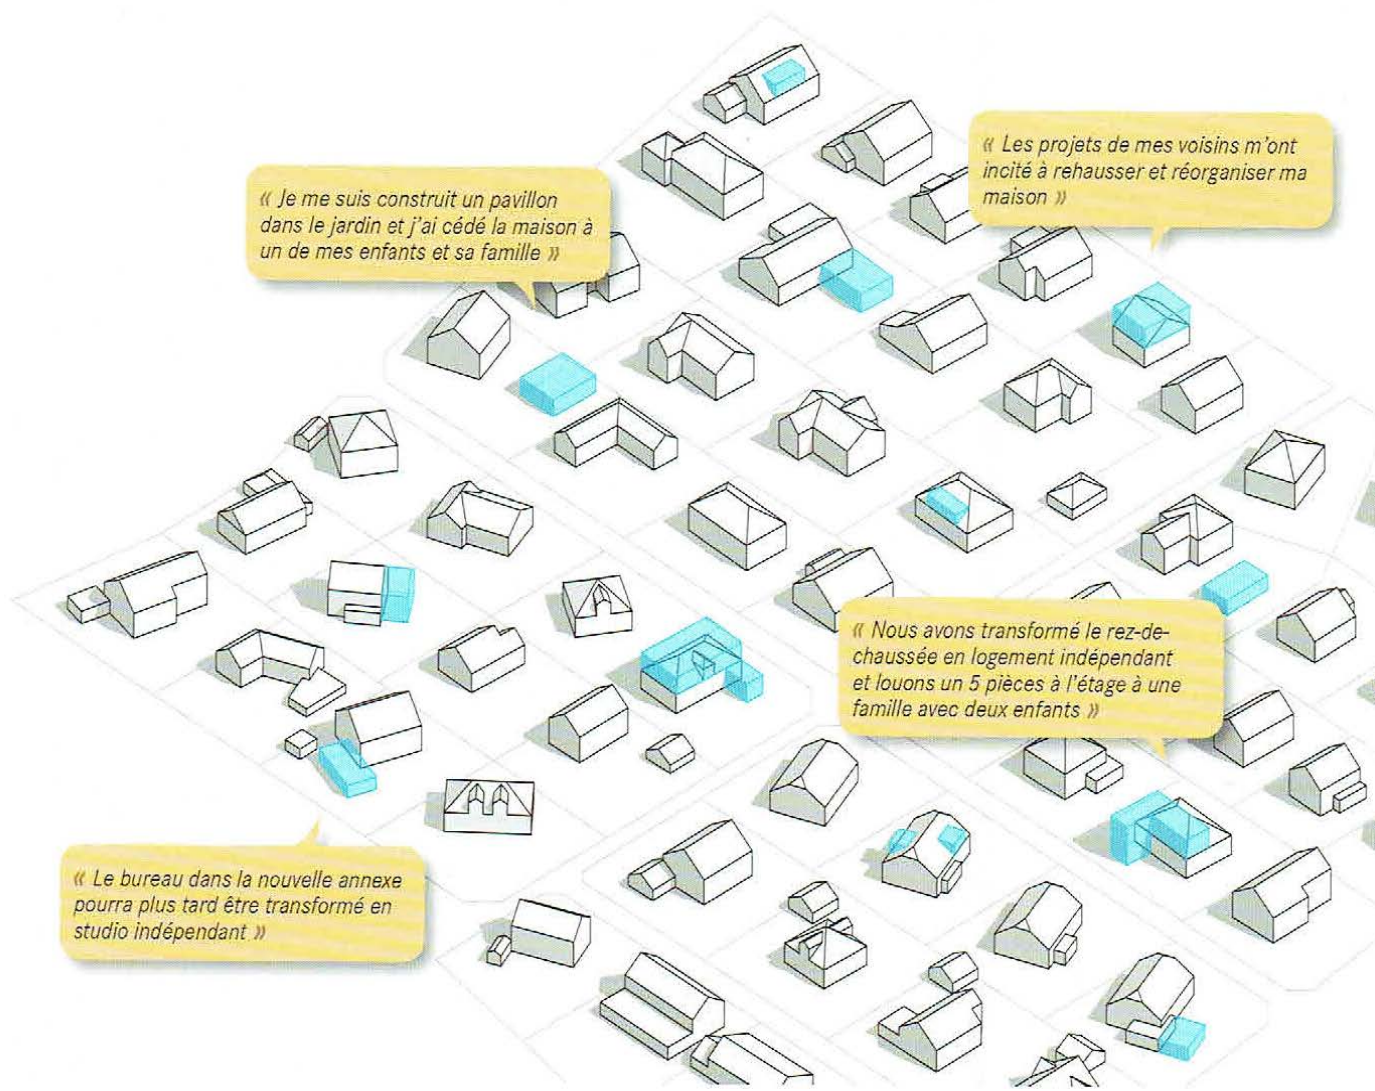 « Les projets de mes voisins m’ont
incité à rehausser et réorganiser ma
maison »
« Je me suis construit un pavillon
dans le jardin et j’ai cédé la maison à
un de mes enfants et sa famille »
« Nous avons transformé le rez-de-
chaussée en logement indépendant
et louons un 5 pièces à l’étage à une
famille avec deux enfants »
« Le bureau dans la nouvelle annexe
pourra plus tard être transformé en
studio indépendant »